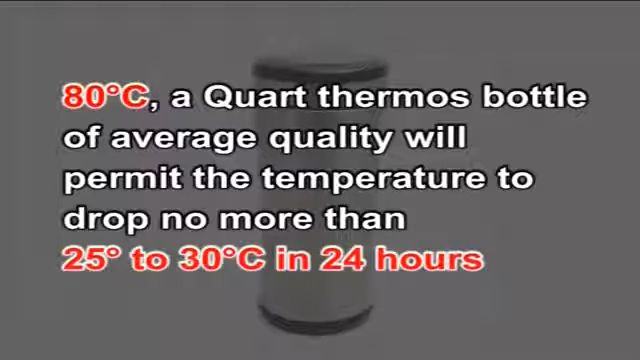 80°C, a Quart thermos bottle
of average quality will
permit the temperature to
drop no more than
25° to 30°C in 24 hours